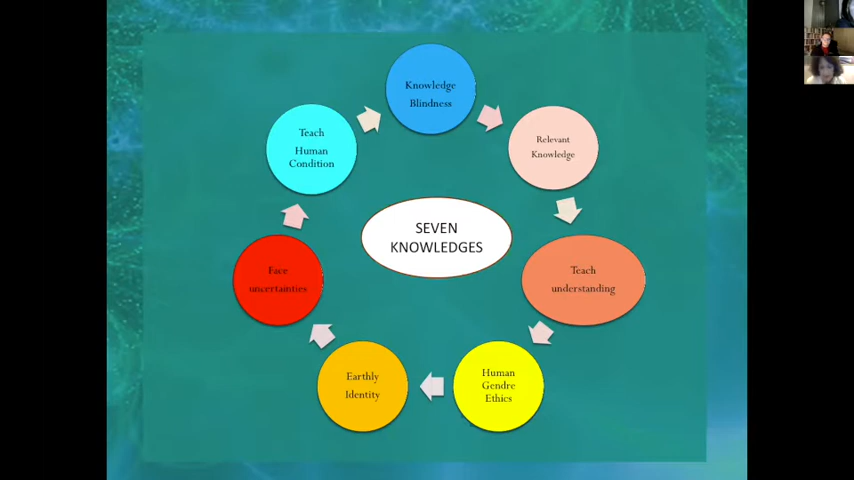 Knowledge
Blindness
Relevant
Knowledge
Teach
understanding
Human
Gendre
Ethics
Earthly
Identity
Face
uncertainties
Teach
Human
Condition
SEVEN
KNOWLEDGES